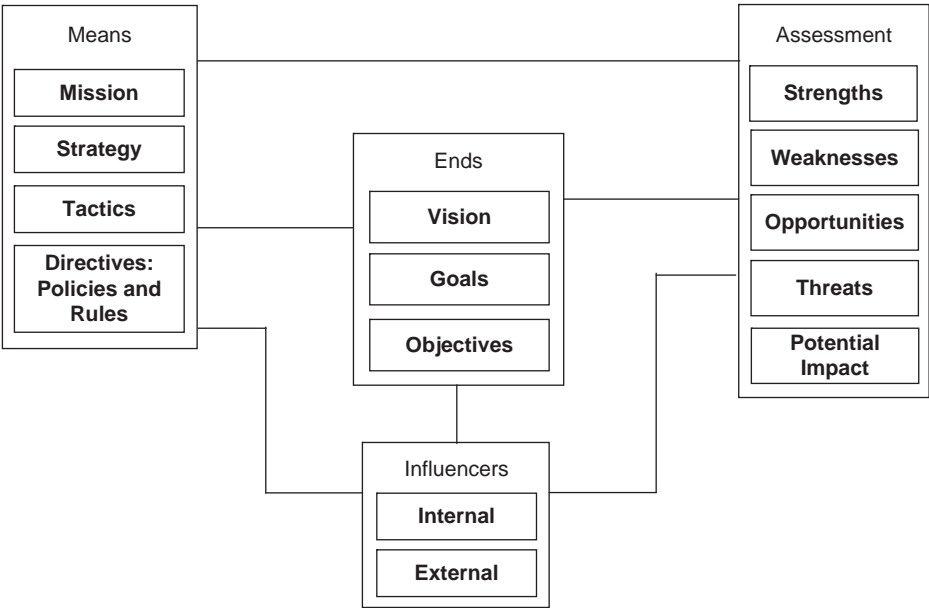 Means
Mission
Strategy
Tactics
Directives:
Policies and
Rules
Ends
Vision
Goals
Objectives
Influencers
Internal
External
Assessment
Strengths
Weaknesses
Opportunities
Threats
Potential
Impact